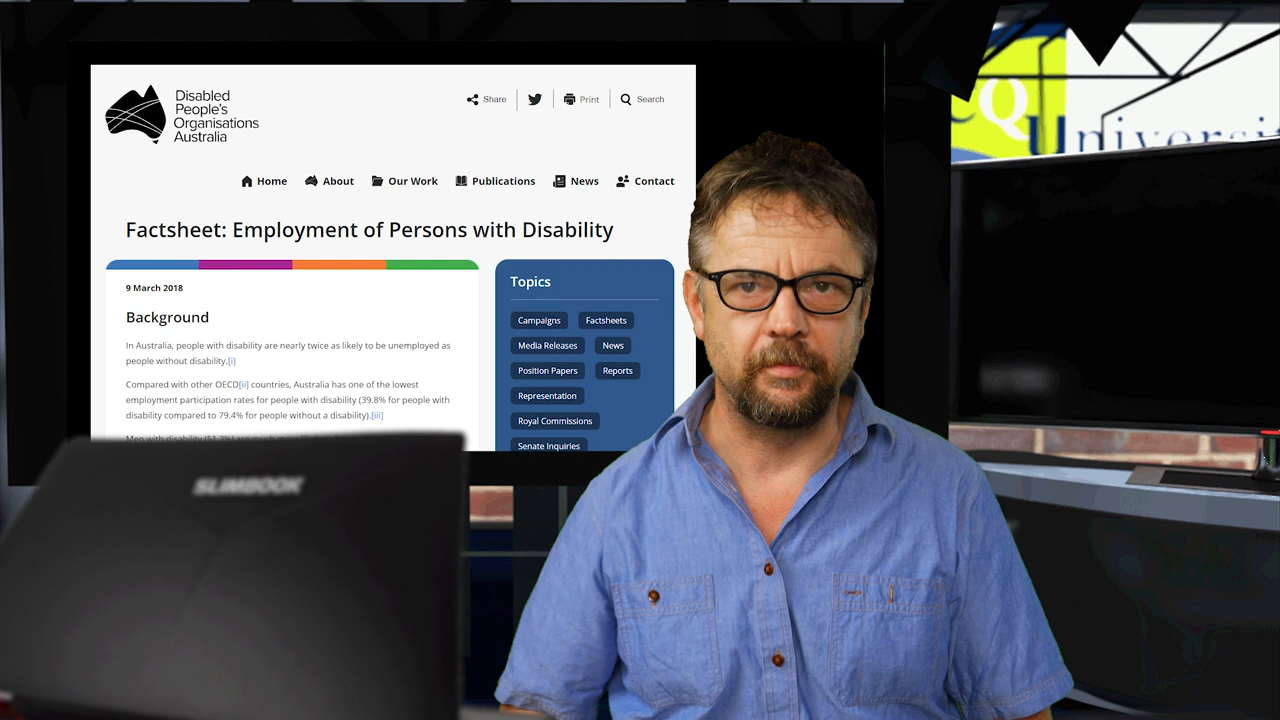 Disabled
People's
Organisations
Australia
Share
Print
Search
Home
About
Our Work
Publications
News
Contact
Factsheet: Employment of Persons with Disability
9 March 2018
Background
In Australia, people with disability are nearly twice as likely to be unemployed as
people without disability.[i]
Compared with other OECD[ii] countries, Australia has one of the lowest
employment participation rates for people with disability (39.8% for people with
disability compared to 79.4% for people without a disability).[iii]
Topics
Campaigns
Factsheets
Media Releases
News
Position Papers
Reports
Representation
Royal Commissions
Senate Inquiries
SLIMBOOK
CQ
Universi